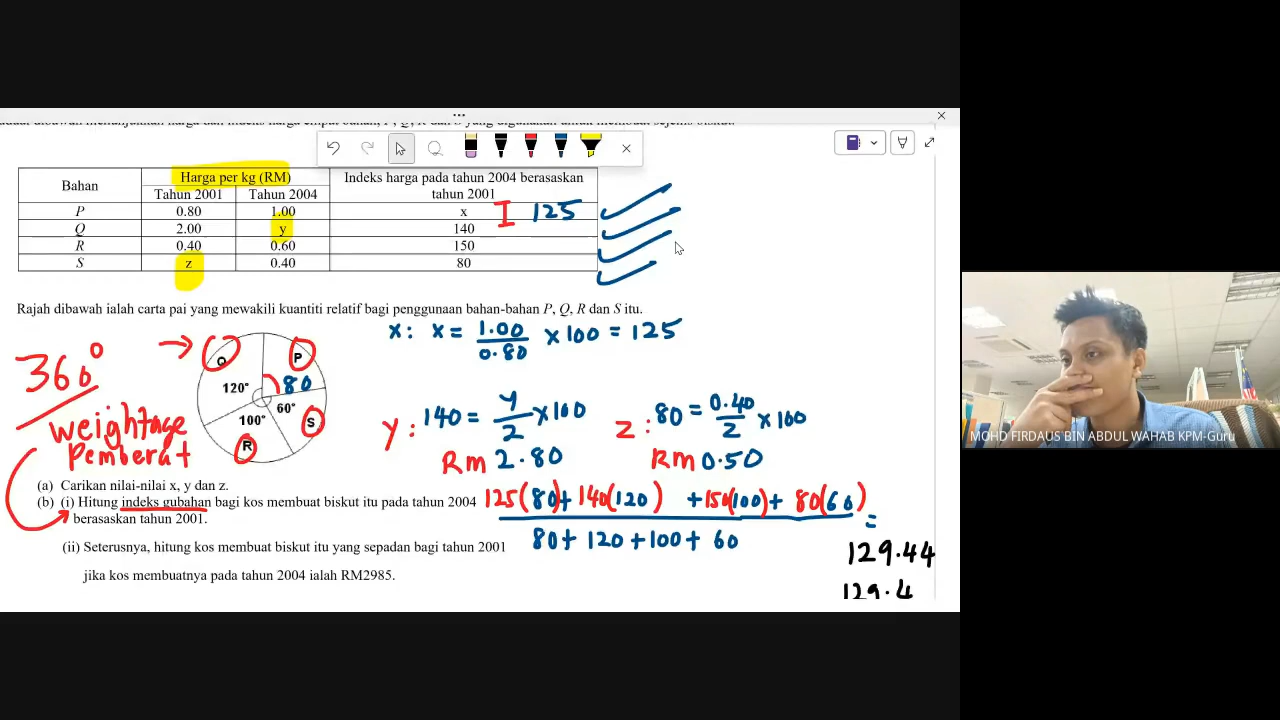 Bahan
Harga per kg (RM)
Indeks harga pada tahun 2004 berasaskan
tahun 2001
Tahun 2001 Tahun 2004
P 0.80 1.00 x I 125
Q 2.00 y 140
R 0.40 0.60 150
S z 0.40 80
Rajah dibawah ialah carta pai yang mewakili kuantiti relatif bagi penggunaan bahan-bahan P, Q, R dan S itu.
x: x = 1.00/0.80 x 100 = 125
360°
Q P
120° 80
60°
100° S
R
weightage
Pemberat
y: 140 = y/2 x 100
Rm 2.80
z: 80 = 0.40/z x 100
Rm 0.50
(a) Carikan nilai-nilai x, y dan z.
(b) (i) Hitung indeks gubahan bagi kos membuat biskut itu pada tahun 2004
berasaskan tahun 2001.
125(80) + 140(120) + 150(100) + 80(60)
80 + 120 + 100 + 60
=
129.44
129.4
(ii) Seterusnya, hitung kos membuat biskut itu yang sepadan bagi tahun 2001
jika kos membuatnya pada tahun 2004 ialah RM2985.
MOHD FIRDAUS BIN ABDUL WAHAB KPM-Guru